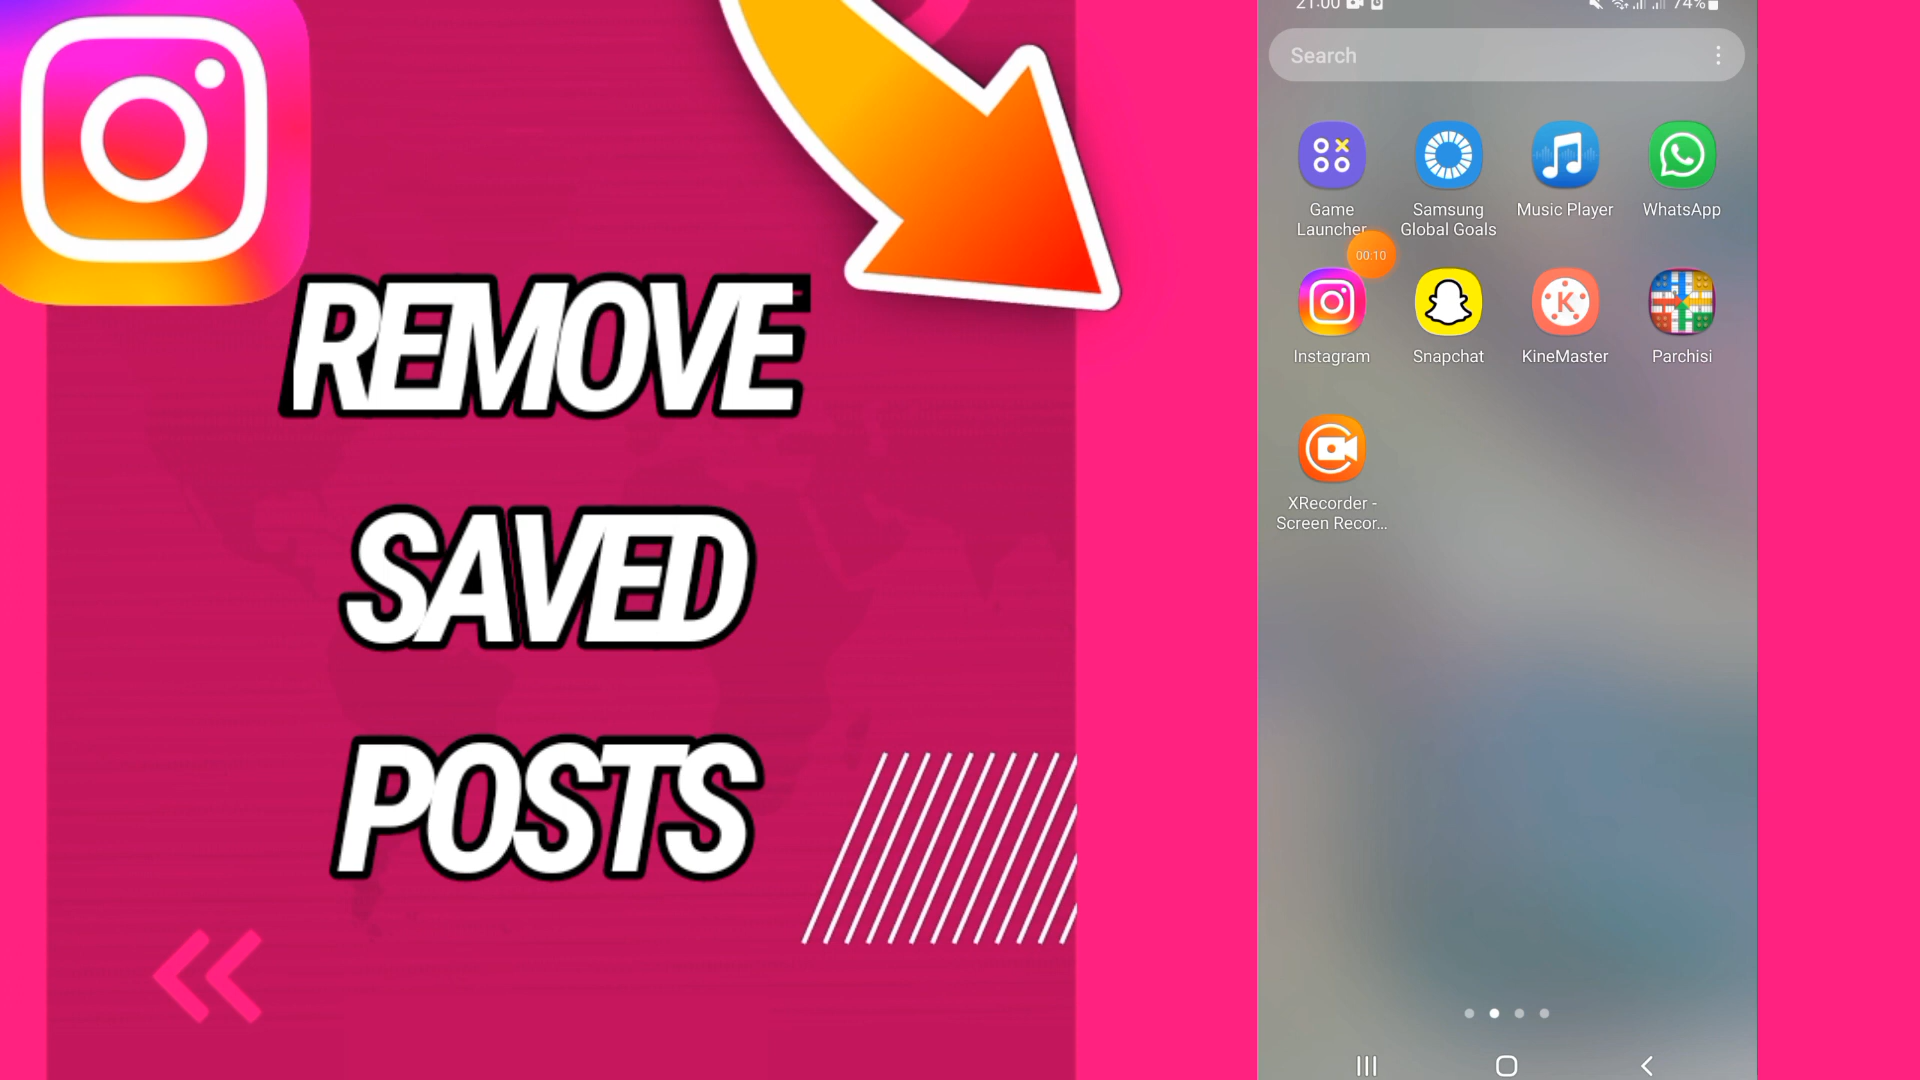 REMOVE
SAVED
POSTS
21:00
74%
Search
Game Launcher
Samsung Global Goals
Music Player
WhatsApp
00:10
Instagram
Snapchat
KineMaster
Parchisi
XRecorder -
Screen Recor...